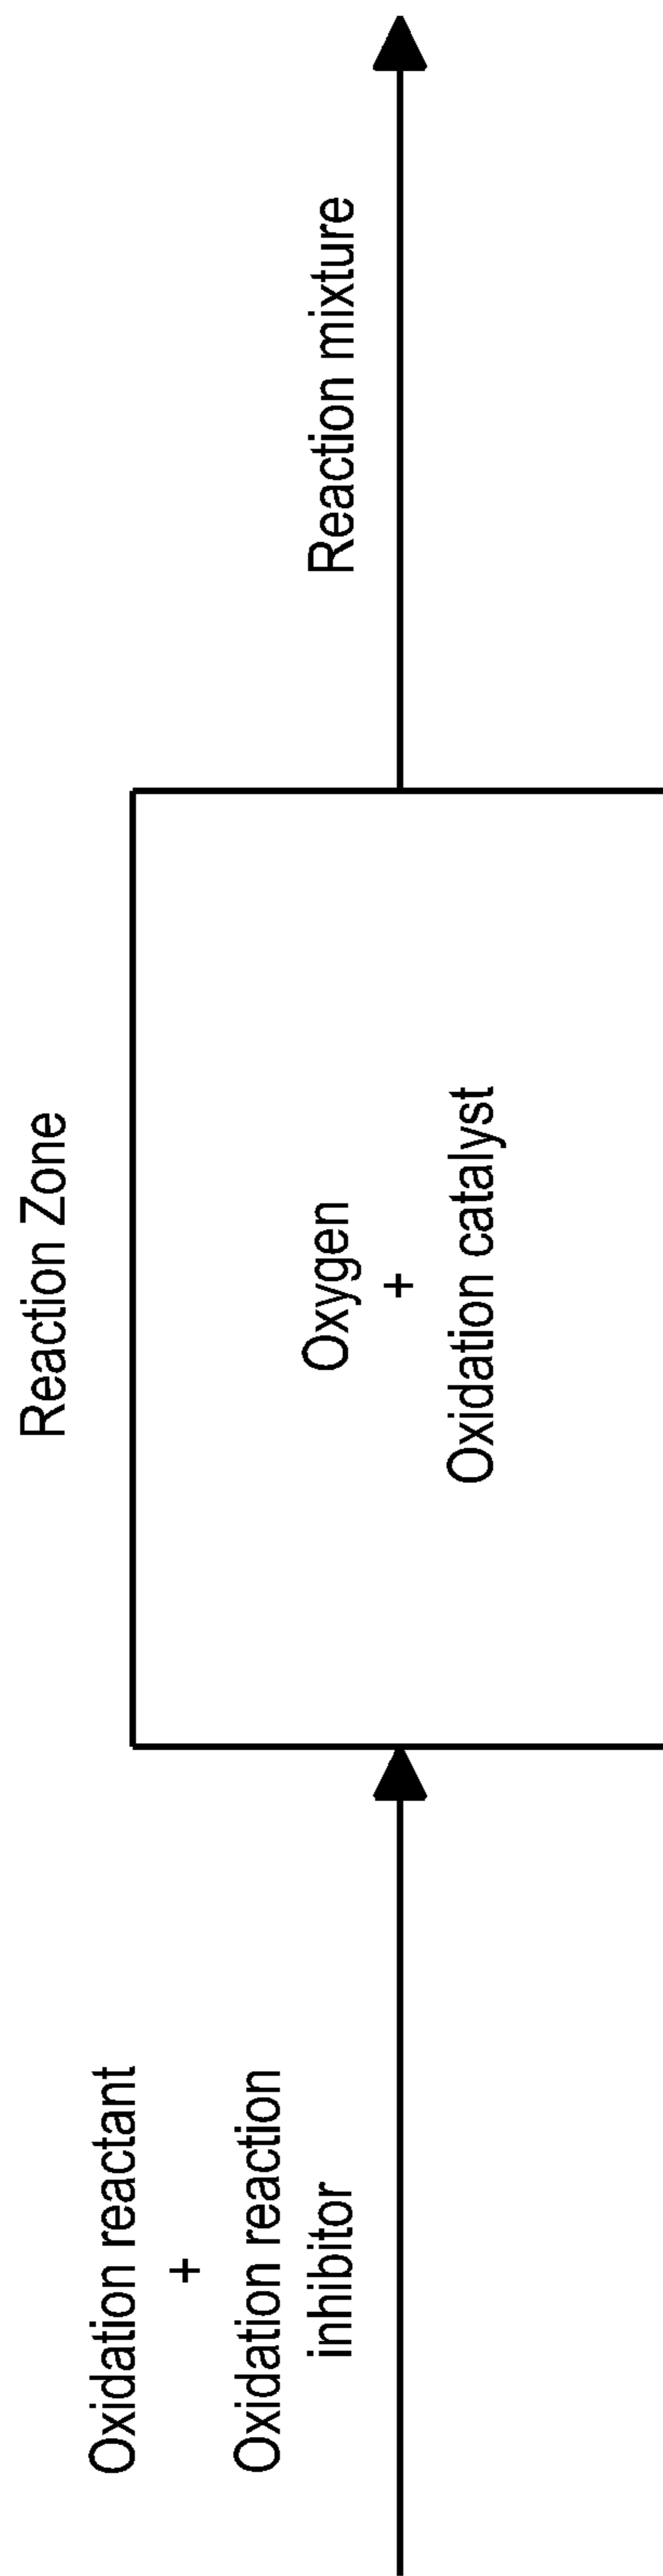 Oxidation reactant
+
Oxidation reaction
inhibitor
Reaction Zone
Oxygen
+
Oxidation catalyst
Reaction mixture